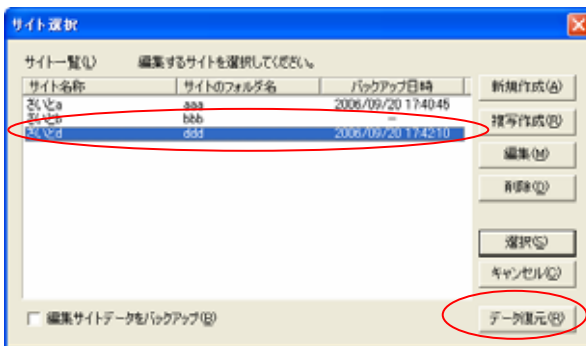 サイト選択
サイト一覧(L) 編集するサイトを選択してください。
サイト名称 サイトのフォルダ名 バックアップ日時
さいとa aaa 2006/09/20 17:40:46
さいとb bbb -
さいとd ddd 2006/09/20 17:42:10
新規作成(A)
複写作成(R)
編集(M)
削除(D)
選択(S)
キャンセル(C)
編集サイトデータをバックアップ(B)
データ復元(R)